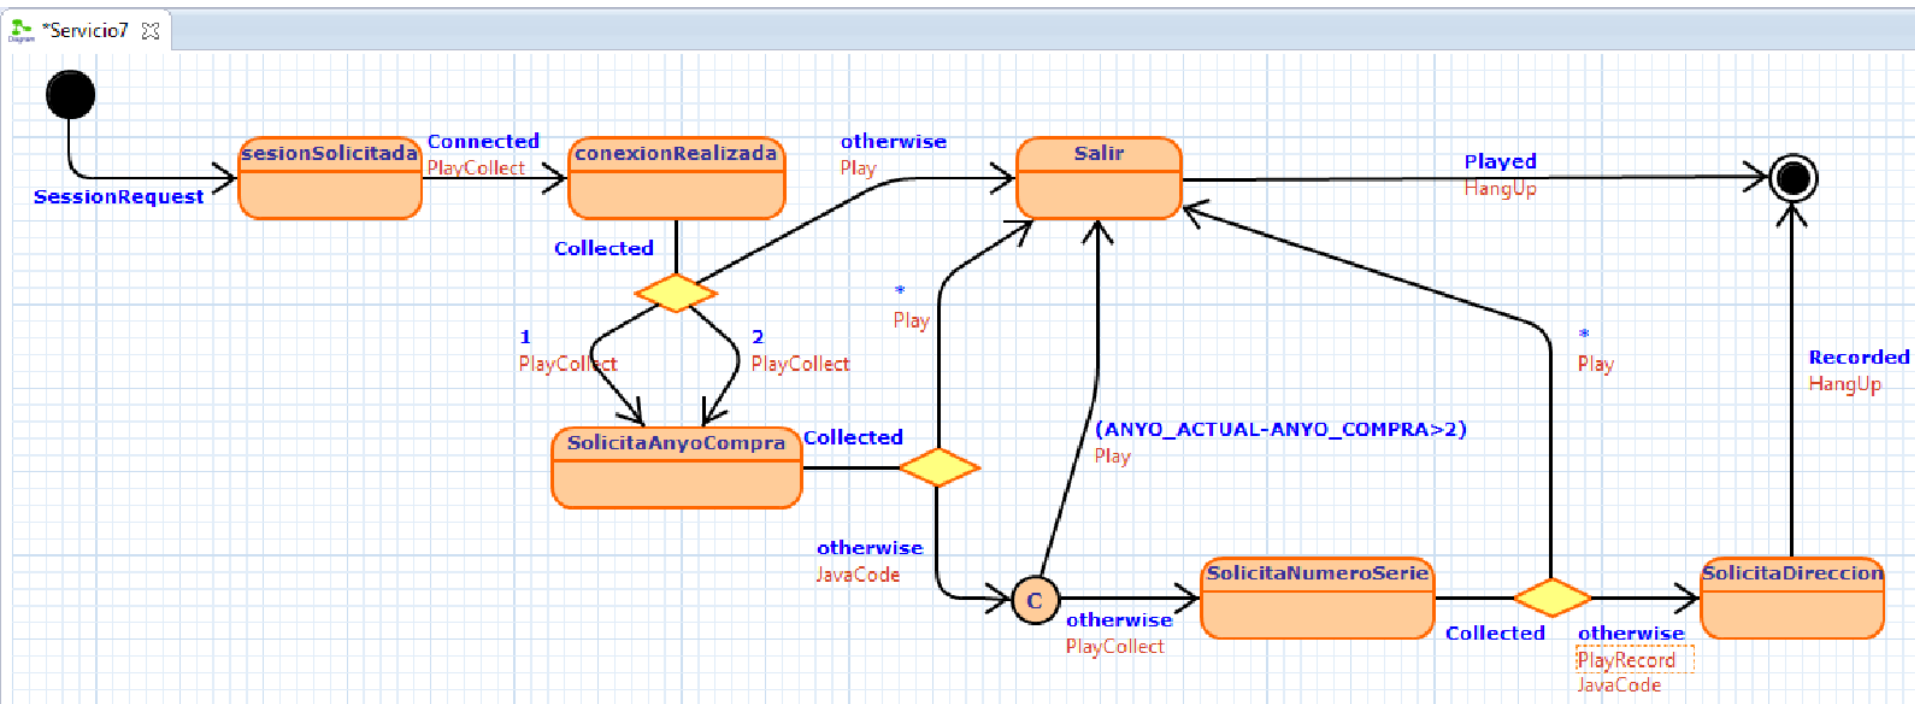 *Servicio7
Diagram
sesionSolicitada
Connected
PlayCollect
conexionRealizada
otherwise
Play
Salir
Played
HangUp
SessionRequest
Collected
*
Play
1
PlayCollect
2
PlayCollect
*
Play
Recorded
HangUp
SolicitaAnyoCompra
Collected
(ANYO_ACTUAL-ANYO_COMPRA>2)
Play
otherwise
JavaCode
C
otherwise
PlayCollect
SolicitaNumeroSerie
Collected
otherwise
PlayRecord
JavaCode
SolicitaDireccion